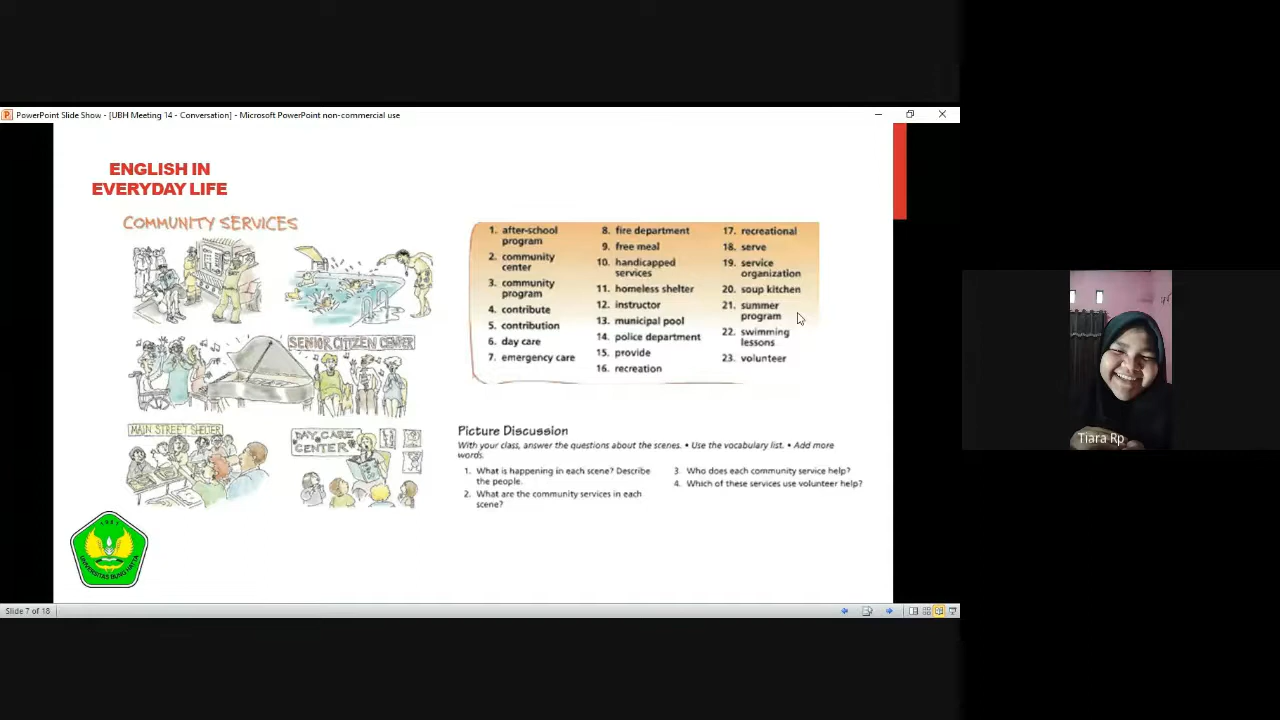 PowerPoint Slide Show - [UBH Meeting 14 - Conversation] - Microsoft PowerPoint non-commercial use
ENGLISH IN
EVERYDAY LIFE
COMMUNITY SERVICES
SENIOR CITIZEN CENTER
MAIN STREET SHELTER
DAY CARE
CENTER
UNIVERSITAS BUNG HATTA
1. after-school
program
2. community
center
3. community
program
4. contribute
5. contribution
6. day care
7. emergency care
8. fire department
9. free meal
10. handicapped
services
11. homeless shelter
12. instructor
13. municipal pool
14. police department
15. provide
16. recreation
17. recreational
18. serve
19. service
organization
20. soup kitchen
21. summer
program
22. swimming
lessons
23. volunteer
Picture Discussion
With your class, answer the questions about the scenes. • Use the vocabulary list. • Add more
words.
1. What is happening in each scene? Describe
the people.
2. What are the community services in each
scene?
3. Who does each community service help?
4. Which of these services use volunteer help?
Slide 7 of 18
Tiara Rp